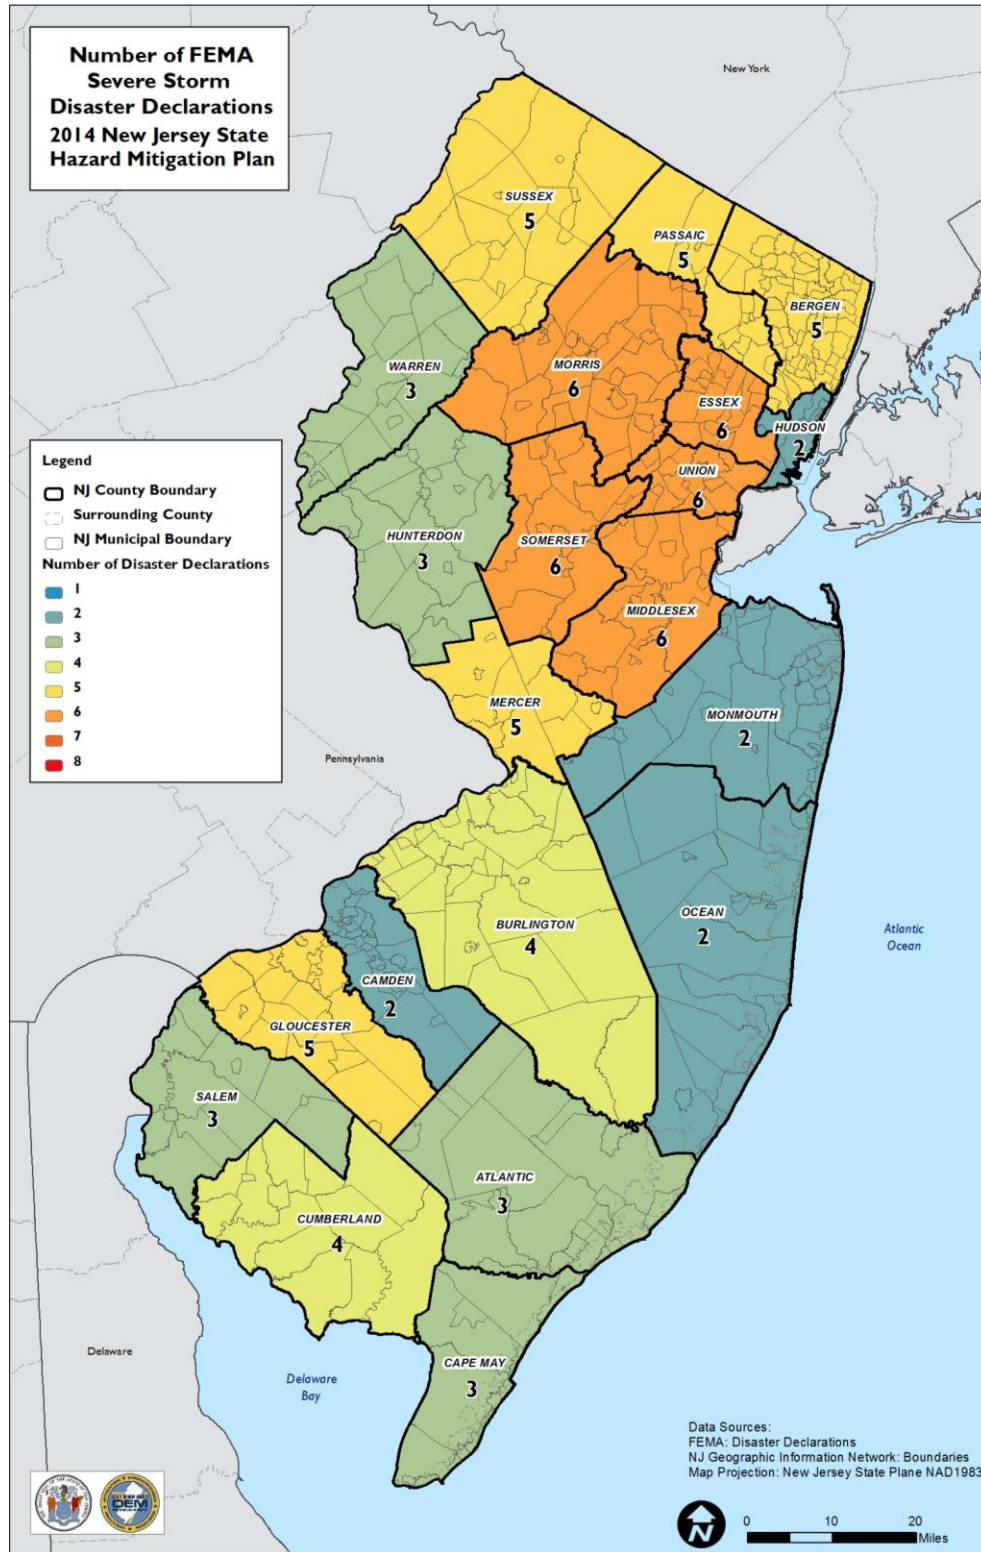 Number of FEMA
Severe Storm
Disaster Declarations
2014 New Jersey State
Hazard Mitigation Plan
New York
SUSSEX
5
PASSAIC
5
BERGEN
5
WARREN
3
MORRIS
6
ESSEX
6
HUDSON
2
UNION
6
HUNTERDON
3
SOMERSET
6
MIDDLESEX
6
Legend
NJ County Boundary
Surrounding County
NJ Municipal Boundary
Number of Disaster Declarations
1
2
3
4
5
6
7
8
MERCER
5
MONMOUTH
2
Pennsylvania
OCEAN
2
BURLINGTON
4
Atlantic
Ocean
CAMDEN
2
GLOUCESTER
5
SALEM
3
ATLANTIC
3
CUMBERLAND
4
Delaware
CAPE MAY
3
Delaware
Bay
Data Sources:
FEMA: Disaster Declarations
NJ Geographic Information Network: Boundaries
Map Projection: New Jersey State Plane NAD1983
OEM
N
0 10 20
Miles